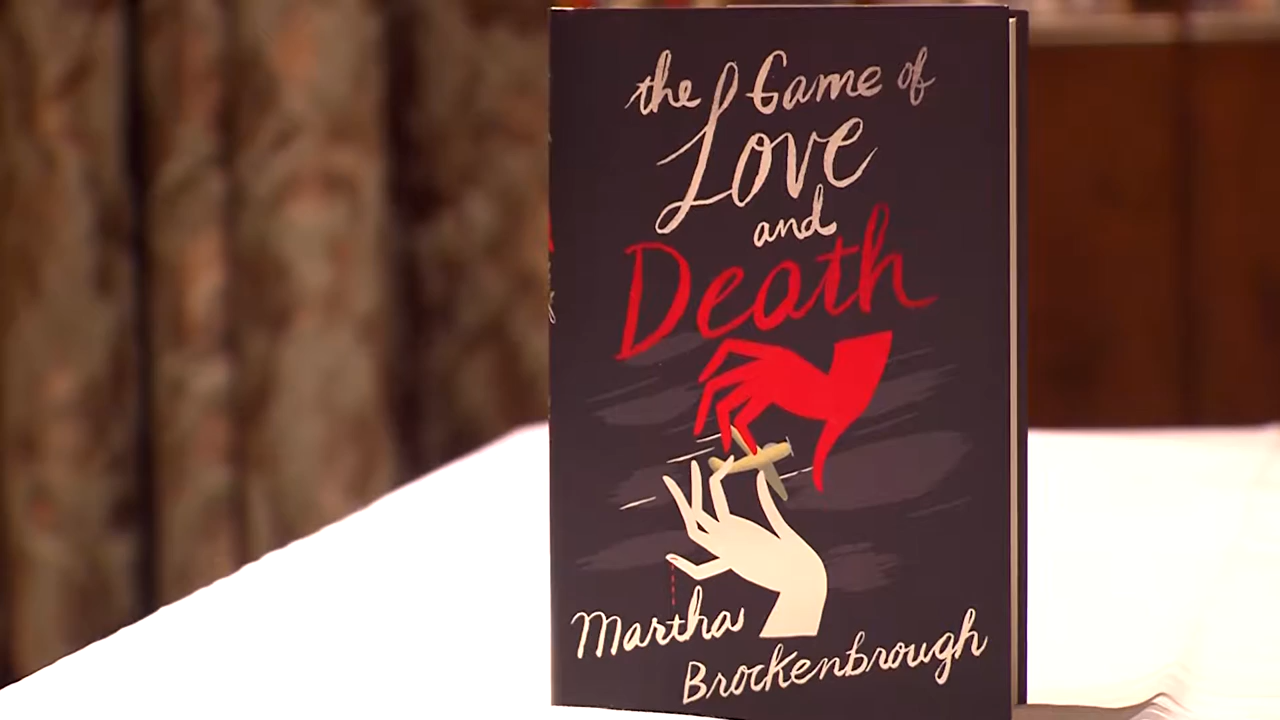 the Game of
Love
and
Death
Martha
Brockenbrough